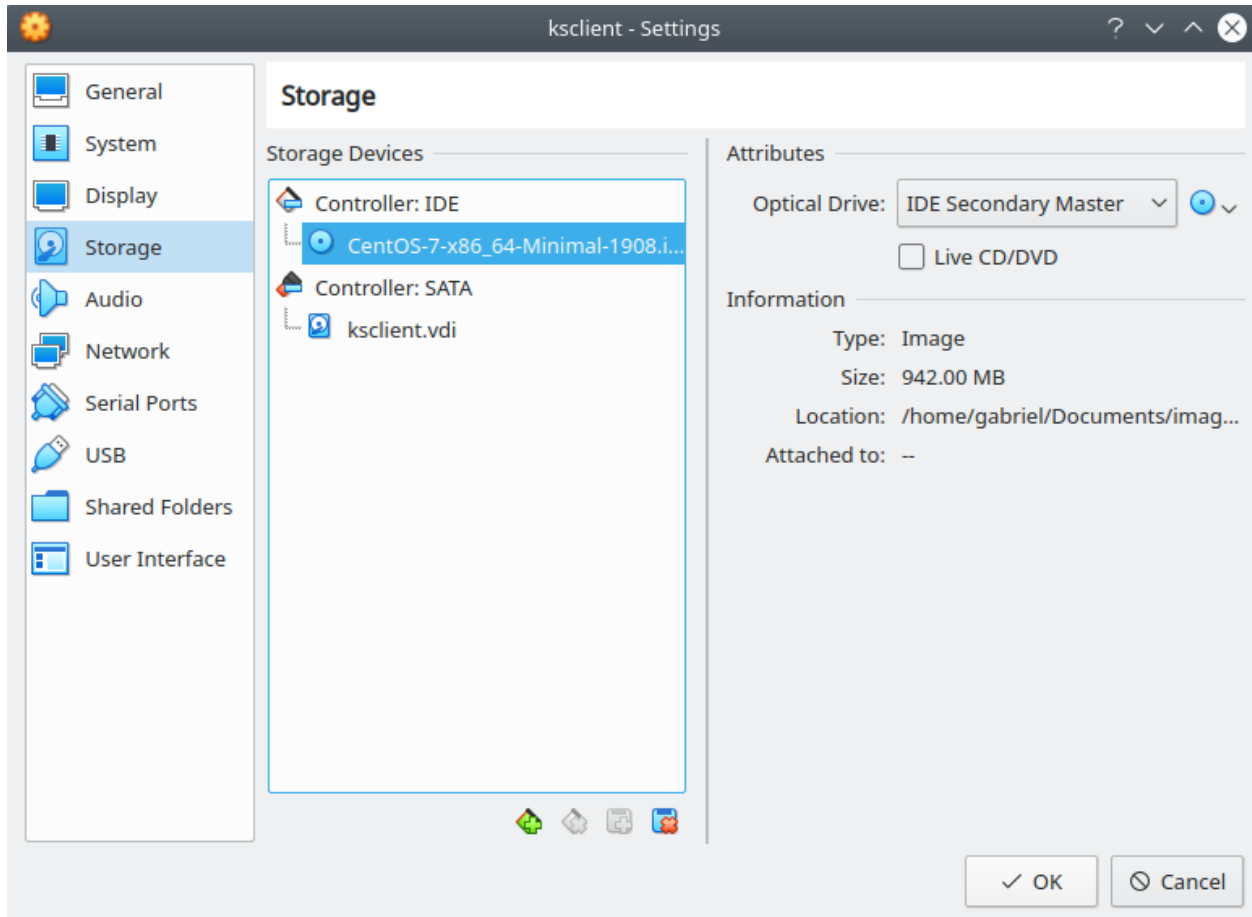 ksclient - Settings
General
System
Display
Storage
Audio
Network
Serial Ports
USB
Shared Folders
User Interface
Storage
Storage Devices
Controller: IDE
CentOS-7-x86_64-Minimal-1908.i...
Controller: SATA
ksclient.vdi
Attributes
Optical Drive: IDE Secondary Master
Live CD/DVD
Information
Type: Image
Size: 942.00 MB
Location: /home/gabriel/Documents/imag...
Attached to: --
OK
Cancel